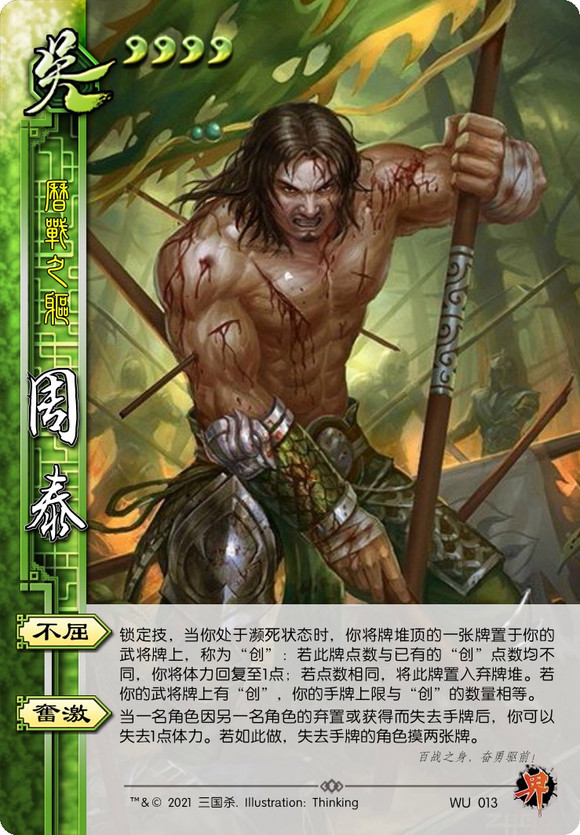 吴
曆戰之軀
周泰
不屈
锁定技，当你处于濒死状态时，你将牌堆顶的一张牌置于你的
武将牌上，称为“创”：若此牌点数与已有的“创”点数均不
同，你将体力回复至1点；若点数相同，将此牌置入弃牌堆。若
你的武将牌上有“创”，你的手牌上限与“创”的数量相等。
奋激
当一名角色因另一名角色的弃置或获得而失去手牌后，你可以
失去1点体力。若如此做，失去手牌的角色摸两张牌。
百战之身，奋勇驱前！
™&© 2021 三国杀. Illustration: Thinking
WU 013
界